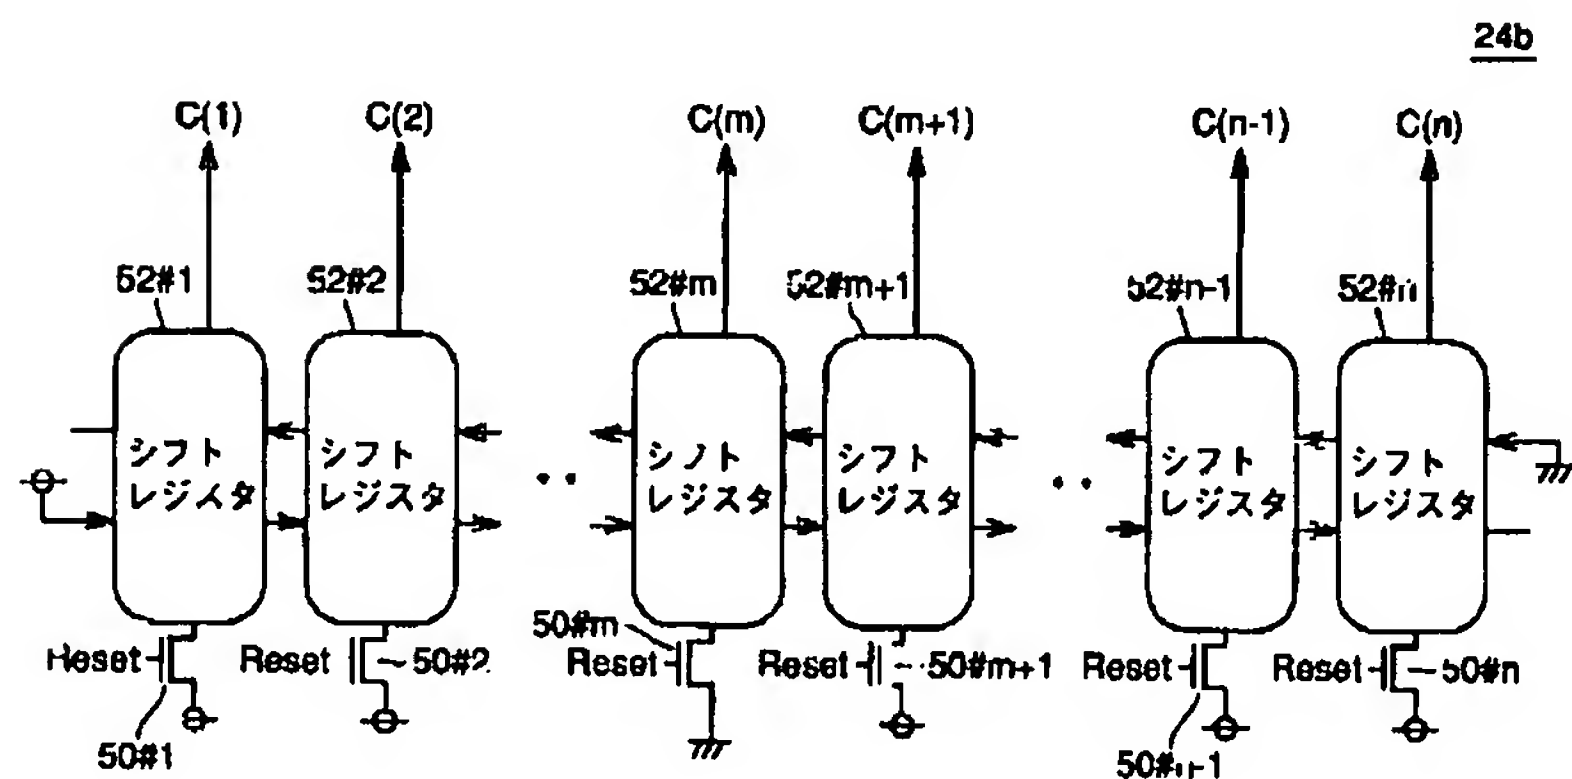 24b
C(1) C(2) C(m) C(m+1) C(n-1) C(n)
52#1 52#2 52#m 52#m+1 52#n-1 52#n
シフト シフト シフト シフト シフト シフト
レジスタ レジスタ ‥ レジスタ レジスタ ‥ レジスタ レジスタ
50#m
Reset Reset 50#2 Reset Reset 50#m+1 Reset Reset 50#n
50#1 50#n-1